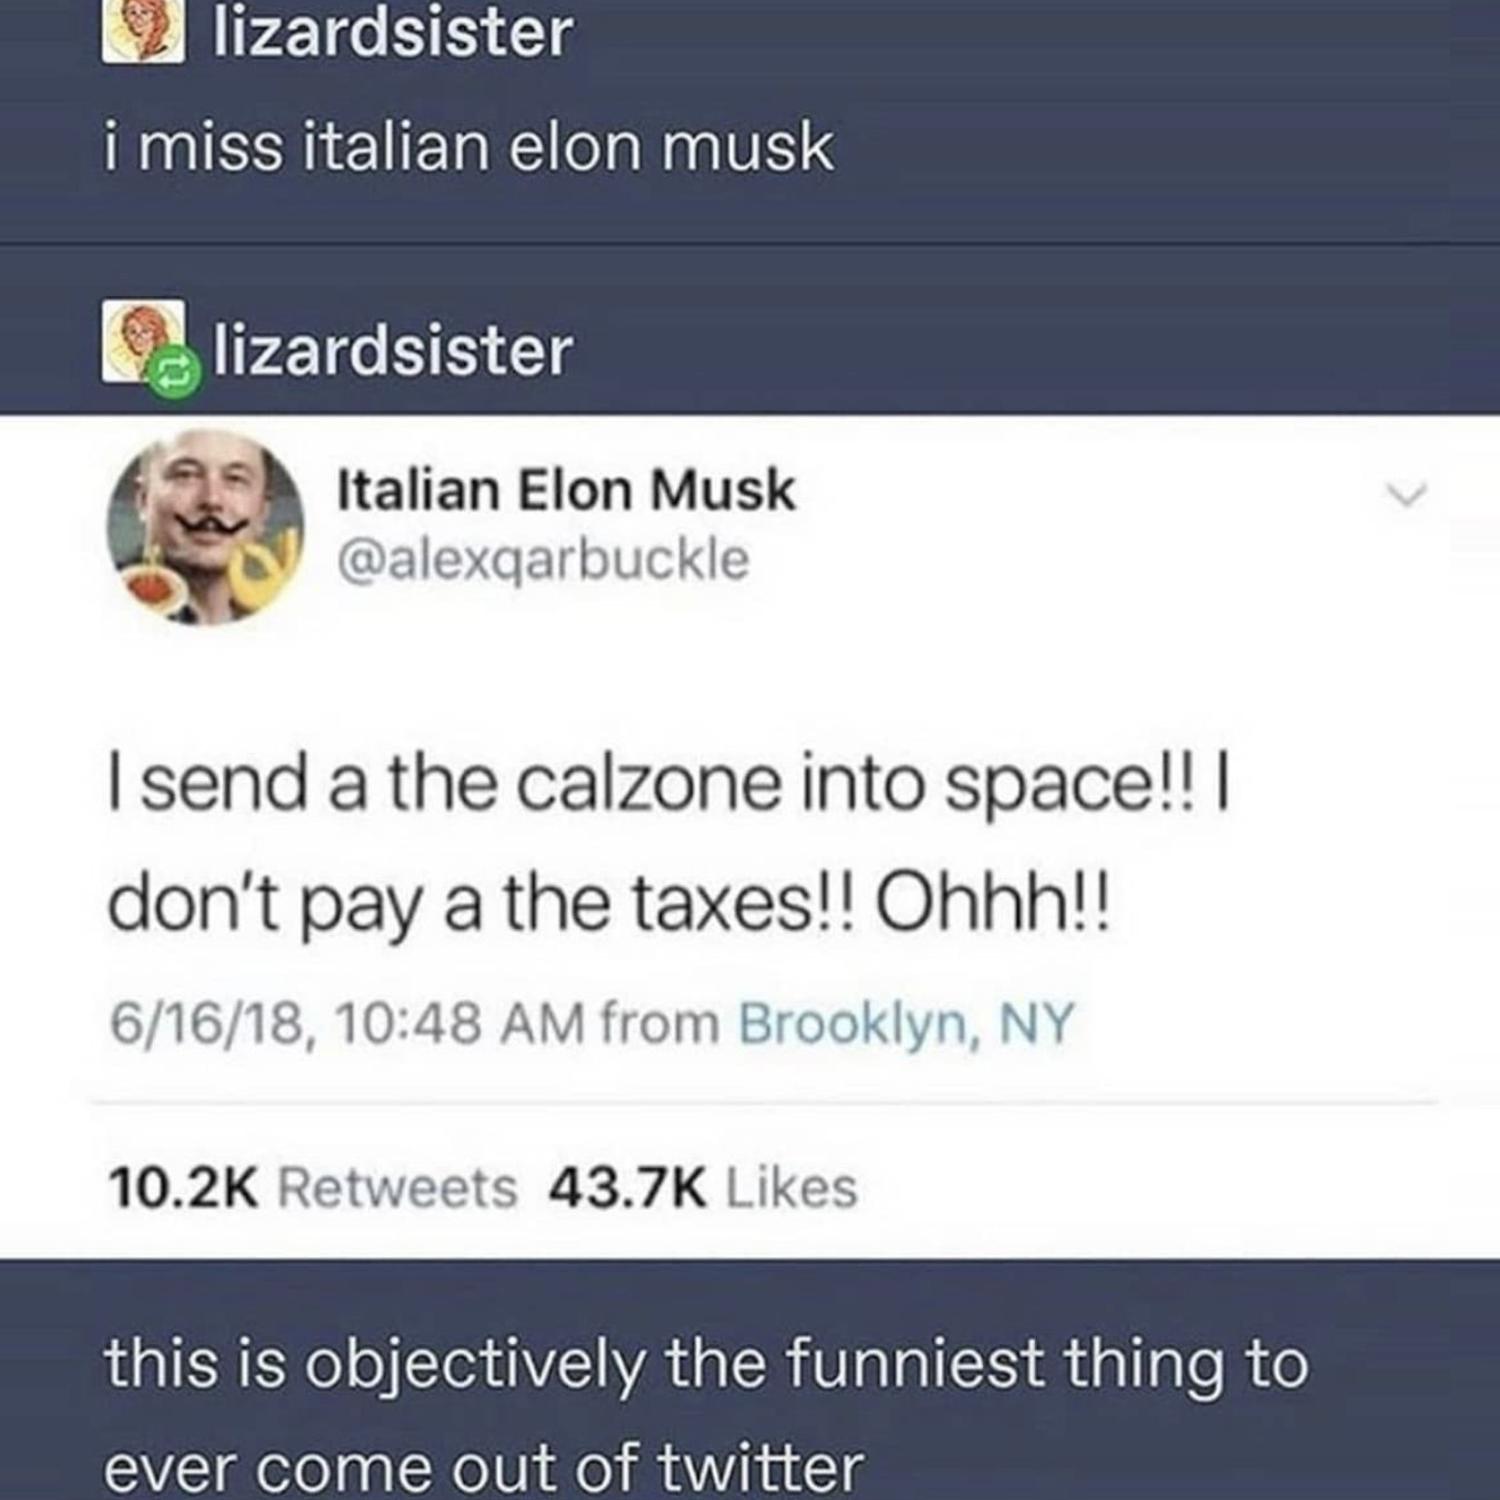 lizardsister
i miss italian elon musk
lizardsister
Italian Elon Musk
@alexqarbuckle
I send a the calzone into space!! I
don't pay a the taxes!! Ohhh!!
6/16/18, 10:48 AM from Brooklyn, NY
10.2K Retweets 43.7K Likes
this is objectively the funniest thing to
ever come out of twitter